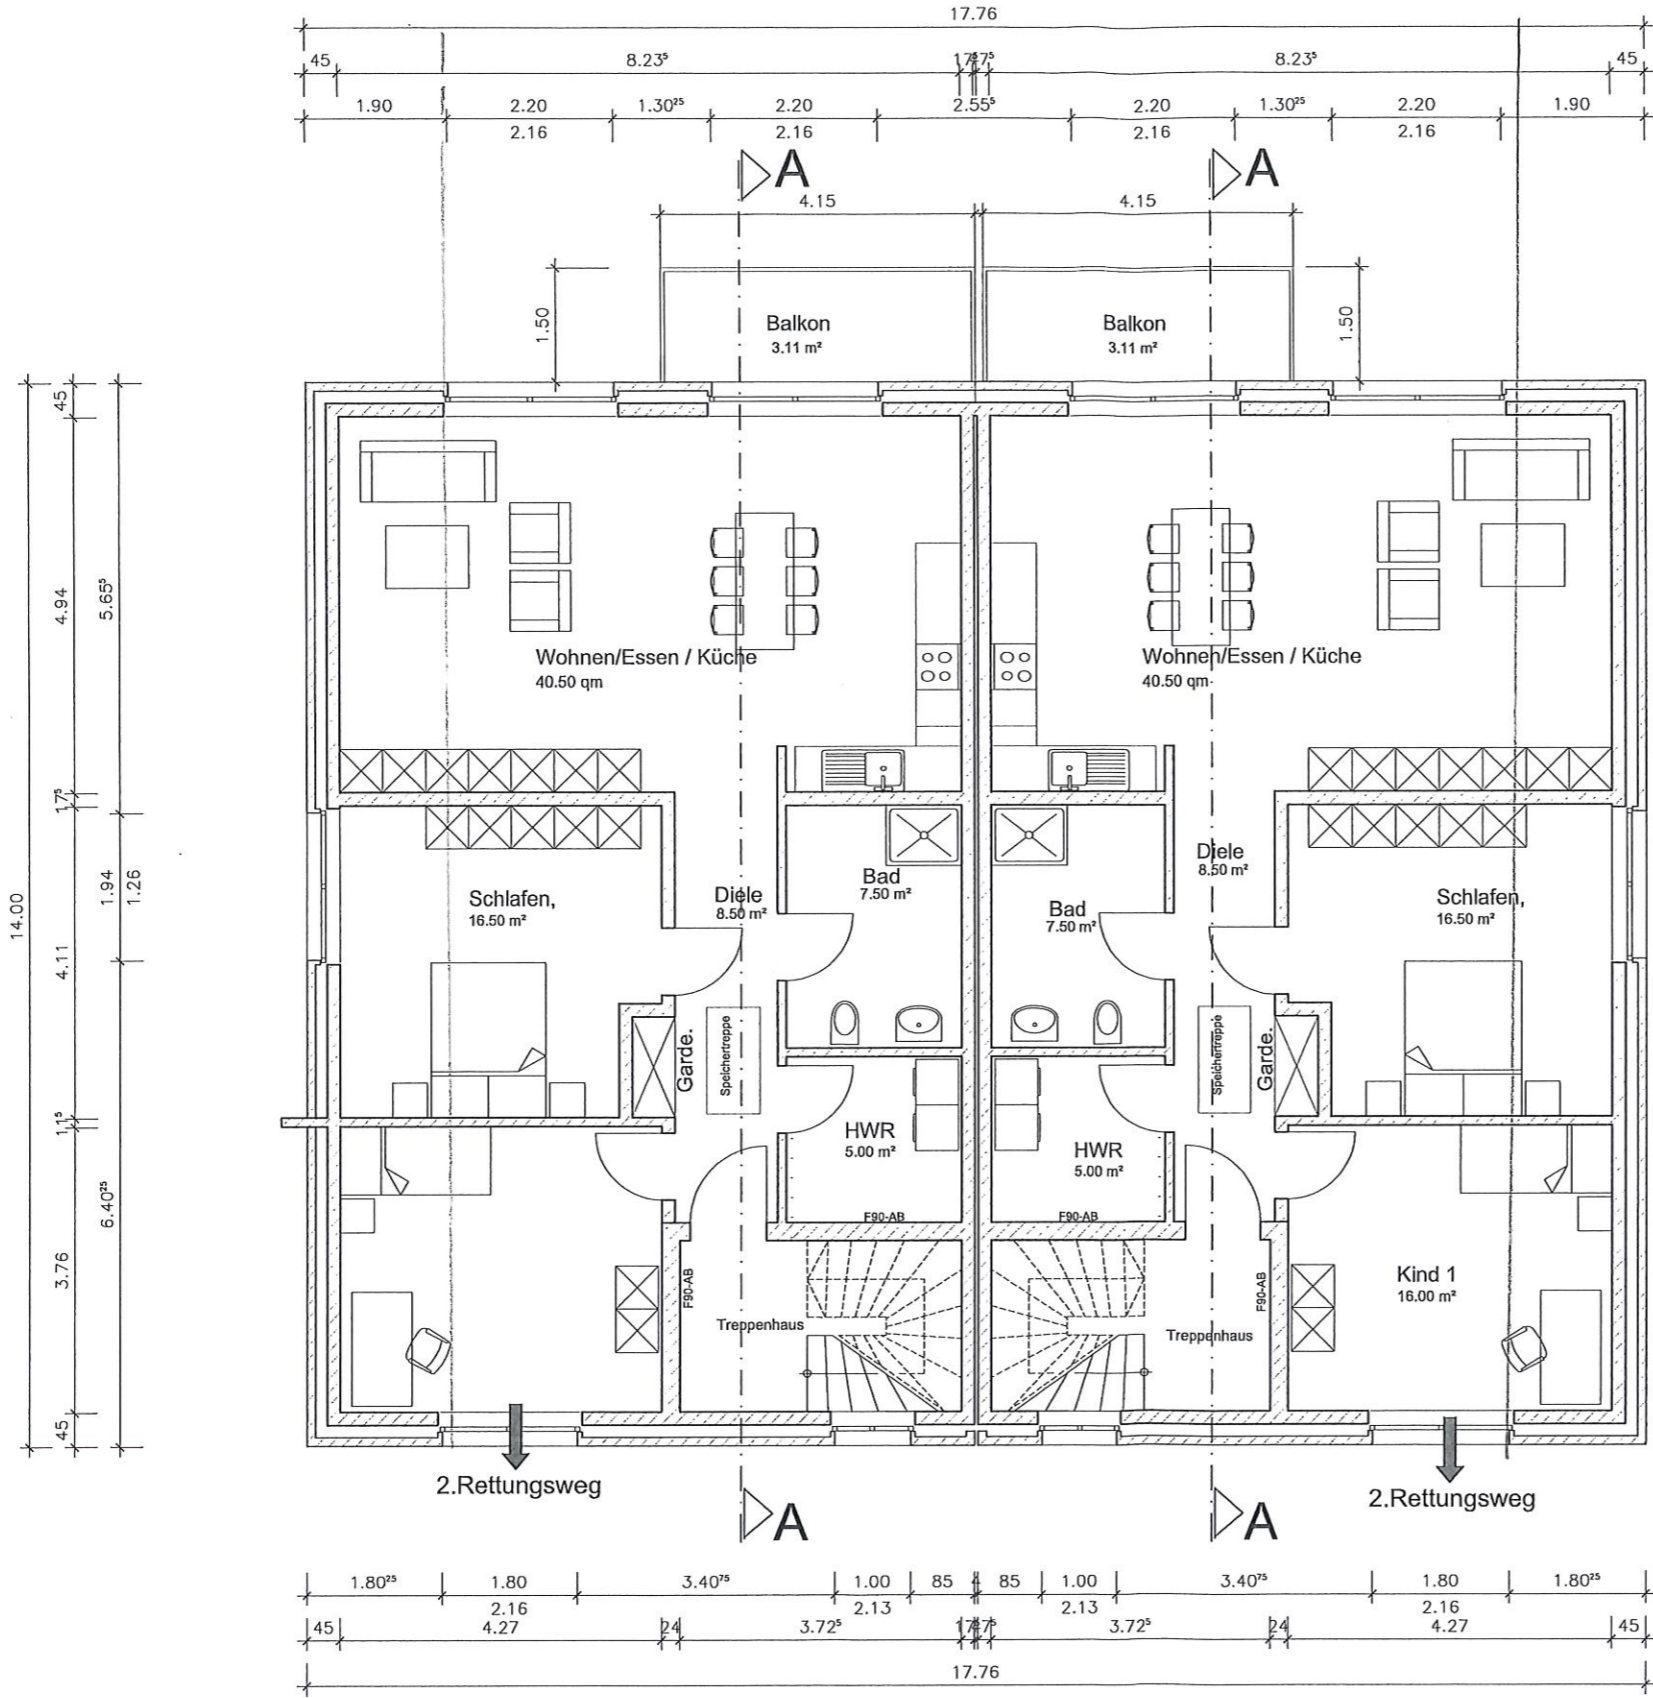 17.76
45 8.23⁵ 17⁵ 17⁵ 8.23⁵ 45
1.90 2.20 1.30²⁵ 2.20 2.55⁵ 2.20 1.30²⁵ 2.20 1.90
2.16 2.16 2.16 2.16
A A
4.15 4.15
1.50 1.50
Balkon Balkon
3.11 m² 3.11 m²
45
4.94
5.65⁵
Wohnen/Essen / Küche Wohnen/Essen / Küche
40.50 qm 40.50 qm
17⁵
14.00
1.94
1.26
4.11
Schlafen, Diele Bad Bad Diele Schlafen,
16.50 m² 8.50 m² 7.50 m² 7.50 m² 8.50 m² 16.50 m²
Garde. Speichertreppe Speichertreppe Garde.
11⁵
HWR HWR
5.00 m² 5.00 m²
6.40²⁵
3.76
F90-AB F90-AB
F90-AB F90-AB
Kind 1
16.00 m²
Treppenhaus Treppenhaus
45
2.Rettungsweg 2.Rettungsweg
A A
1.80²⁵ 1.80 3.40⁷⁵ 1.00 85 4 85 1.00 3.40⁷⁵ 1.80 1.80²⁵
2.16 2.13 2.13 2.16
45 4.27 24 3.72⁵ 17⁵ 17⁵ 3.72⁵ 24 4.27 45
17.76